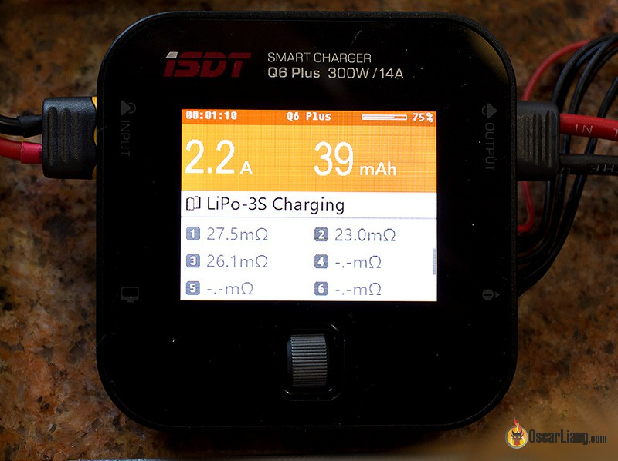 iSDT
SMART CHARGER
Q6 Plus 300W/14A
INPUT
OUTPUT
00:01:10 Q6 Plus 75%
2.2 A 39 mAh
LiPo-3S Charging
1 27.5mΩ 2 23.0mΩ
3 26.1mΩ 4 -.-mΩ
5 -.-mΩ 6 -.-mΩ
OscarLiang.com